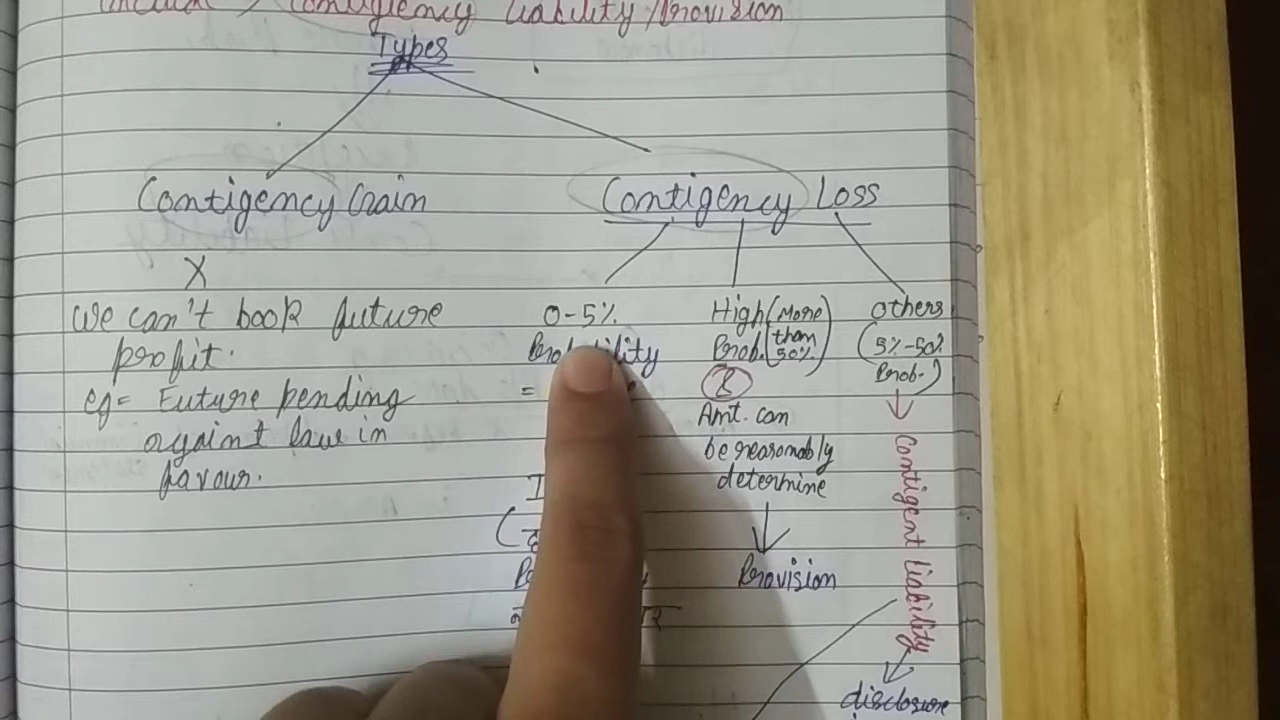 Contigiency liability/Provision
Types
Contigency Gain
Contigency Loss
X
We can't book future
profit.
eg= Future pending
againt law in
favour.
0-5%
Probability
=
High (More
than
50%)
Prob.
&
Amt. can
be reasonably
determine
Provision
others
(5%-50%
Prob.)
Contigent liability
disclosure